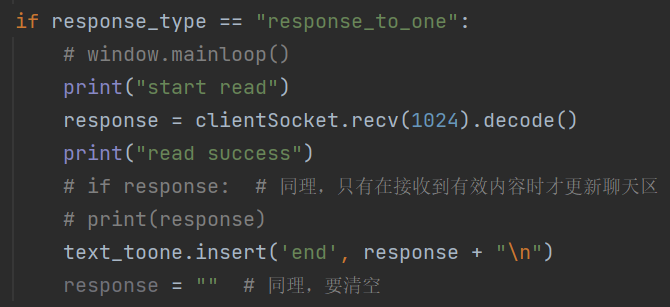 if response_type == "response_to_one":
    # window.mainloop()
    print("start read")
    response = clientSocket.recv(1024).decode()
    print("read success")
    # if response:  # 同理，只有在接收到有效内容时才更新聊天区
    # print(response)
    text_toone.insert('end', response + "\n")
    response = ""  # 同理，要清空